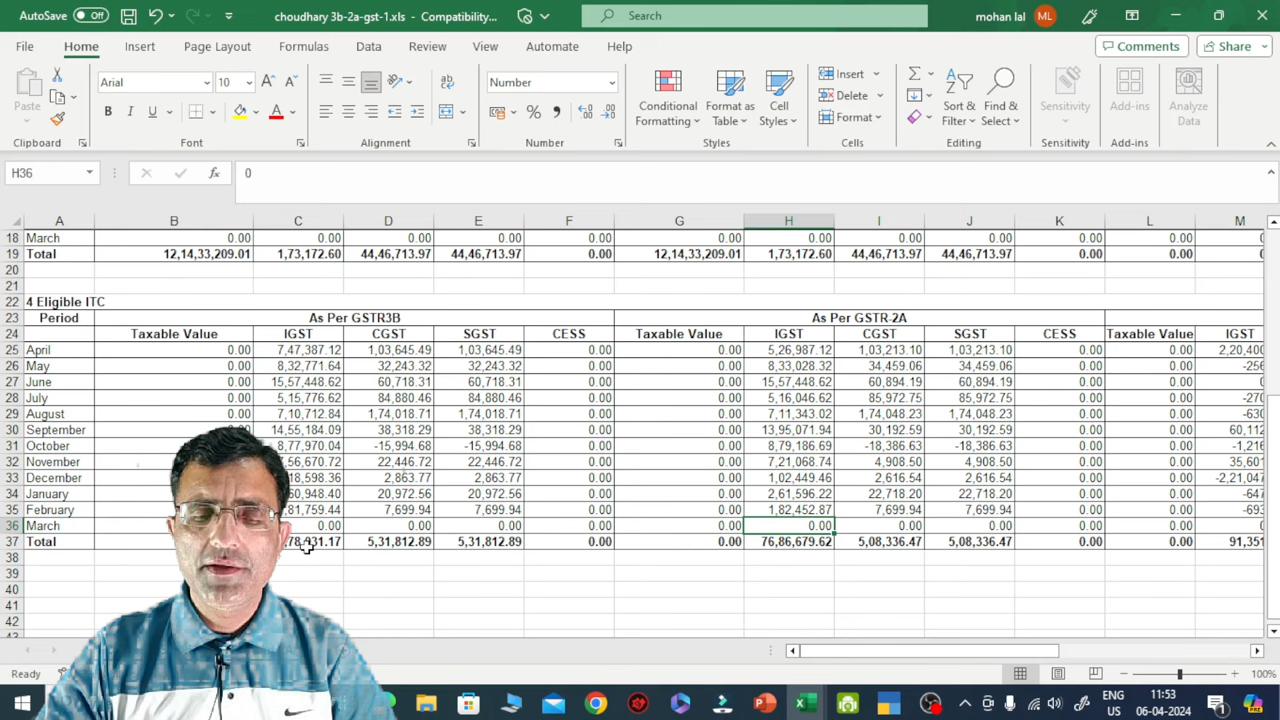 AutoSave Off choudhary 3b-2a-gst-1.xls - Compatibility... Search mohan lal ML
File Home Insert Page Layout Formulas Data Review View Automate Help Comments Share
Paste Arial 10 Number Conditional Formatting Format as Table Cell Styles Insert Delete Format Sort & Filter Find & Select Sensitivity Add-ins Analyze Data
Clipboard Font Alignment Number Styles Cells Editing Sensitivity Add-ins
H36 fx 0
A B C D E F G H I J K L M
18 March 0.00 0.00 0.00 0.00 0.00 0.00 0.00 0.00 0.00 0.00 0.00
19 Total 12,14,33,209.01 1,73,172.60 44,46,713.97 44,46,713.97 0.00 12,14,33,209.01 1,73,172.60 44,46,713.97 44,46,713.97 0.00 0.00
20
21
22 4 Eligible ITC
23 Period As Per GSTR3B As Per GSTR-2A
24 Taxable Value IGST CGST SGST CESS Taxable Value IGST CGST SGST CESS Taxable Value IGST
25 April 0.00 7,47,387.12 1,03,645.49 1,03,645.49 0.00 0.00 5,26,987.12 1,03,213.10 1,03,213.10 0.00 0.00 2,20,400
26 May 0.00 8,32,771.64 32,243.32 32,243.32 0.00 0.00 8,33,028.32 34,459.06 34,459.06 0.00 0.00 -256
27 June 0.00 15,57,448.62 60,718.31 60,718.31 0.00 0.00 15,57,448.62 60,894.19 60,894.19 0.00 0.00 0
28 July 0.00 5,15,776.62 84,880.46 84,880.46 0.00 0.00 5,16,046.62 85,972.75 85,972.75 0.00 0.00 -270
29 August 0.00 7,10,712.84 1,74,018.71 1,74,018.71 0.00 0.00 7,11,343.02 1,74,048.23 1,74,048.23 0.00 0.00 -630
30 September 0.00 14,55,184.09 38,318.29 38,318.29 0.00 0.00 13,95,071.94 30,192.59 30,192.59 0.00 0.00 60,112
31 October 8,77,970.04 -15,994.68 -15,994.68 0.00 0.00 8,79,186.69 -18,386.63 -18,386.63 0.00 0.00 -1,216
32 November ,56,670.72 22,446.72 22,446.72 0.00 0.00 7,21,068.74 4,908.50 4,908.50 0.00 0.00 35,601
33 December 18,598.36 2,863.77 2,863.77 0.00 0.00 1,02,449.46 2,616.54 2,616.54 0.00 0.00 -2,21,047
34 January 60,948.40 20,972.56 20,972.56 0.00 0.00 2,61,596.22 22,718.20 22,718.20 0.00 0.00 -647
35 February 81,759.44 7,699.94 7,699.94 0.00 0.00 1,82,452.87 7,699.94 7,699.94 0.00 0.00 -693
36 March 0.00 0.00 0.00 0.00 0.00 0.00 0.00 0.00 0.00 0.00 0
37 Total 5,31,812.89 5,31,812.89 0.00 0.00 76,86,679.62 5,08,336.47 5,08,336.47 0.00 0.00 91,351
38
39
40
41
42
Ready 100%
ENG US 11:53 06-04-2024